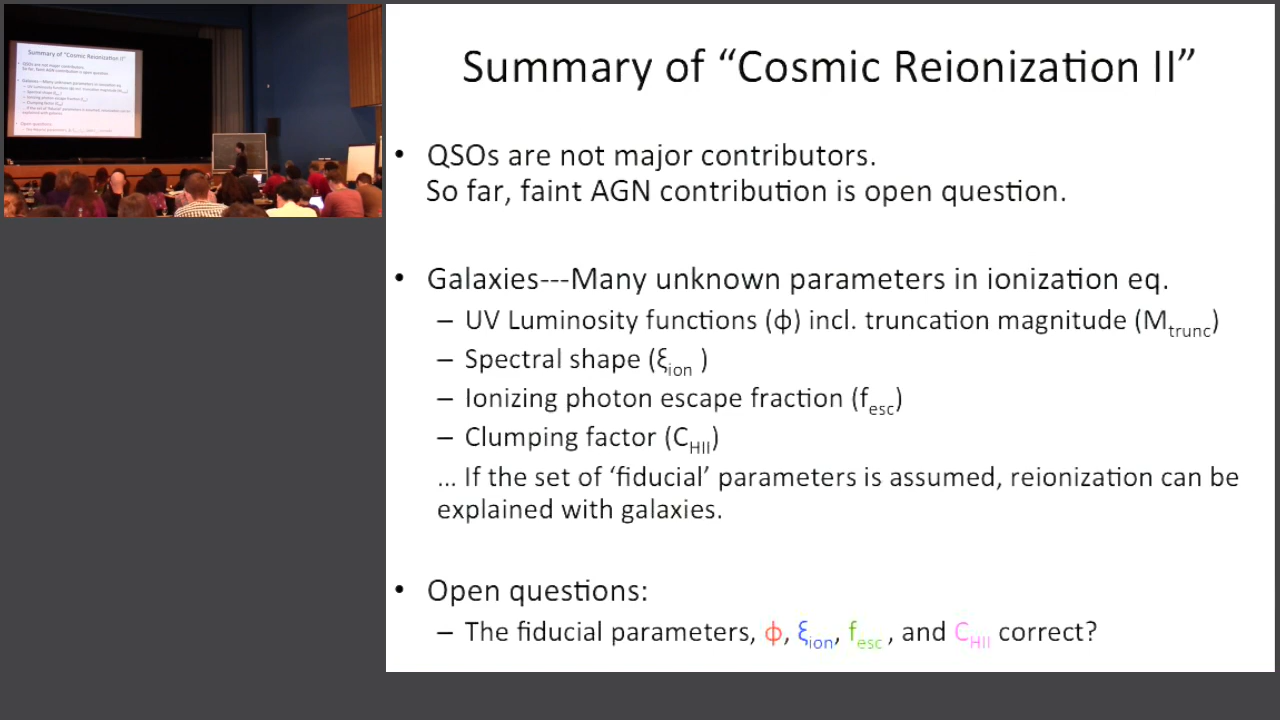 Summary of “Cosmic Reionization II”
• QSOs are not major contributors.
So far, faint AGN contribution is open question.
• Galaxies---Many unknown parameters in ionization eq.
– UV Luminosity functions (ϕ) incl. truncation magnitude (Mtrunc)
– Spectral shape (ξion )
– Ionizing photon escape fraction (fesc)
– Clumping factor (CHII)
... If the set of ‘fiducial’ parameters is assumed, reionization can be
explained with galaxies.
• Open questions:
– The fiducial parameters, ϕ, ξion, fesc , and CHII correct?